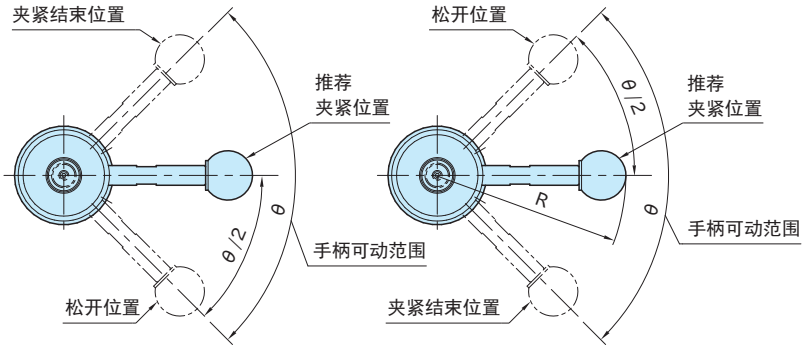 夹紧结束位置
推荐
夹紧位置
θ
θ/2
手柄可动范围
松开位置
松开位置
推荐
夹紧位置
θ/2
R
θ
手柄可动范围
夹紧结束位置